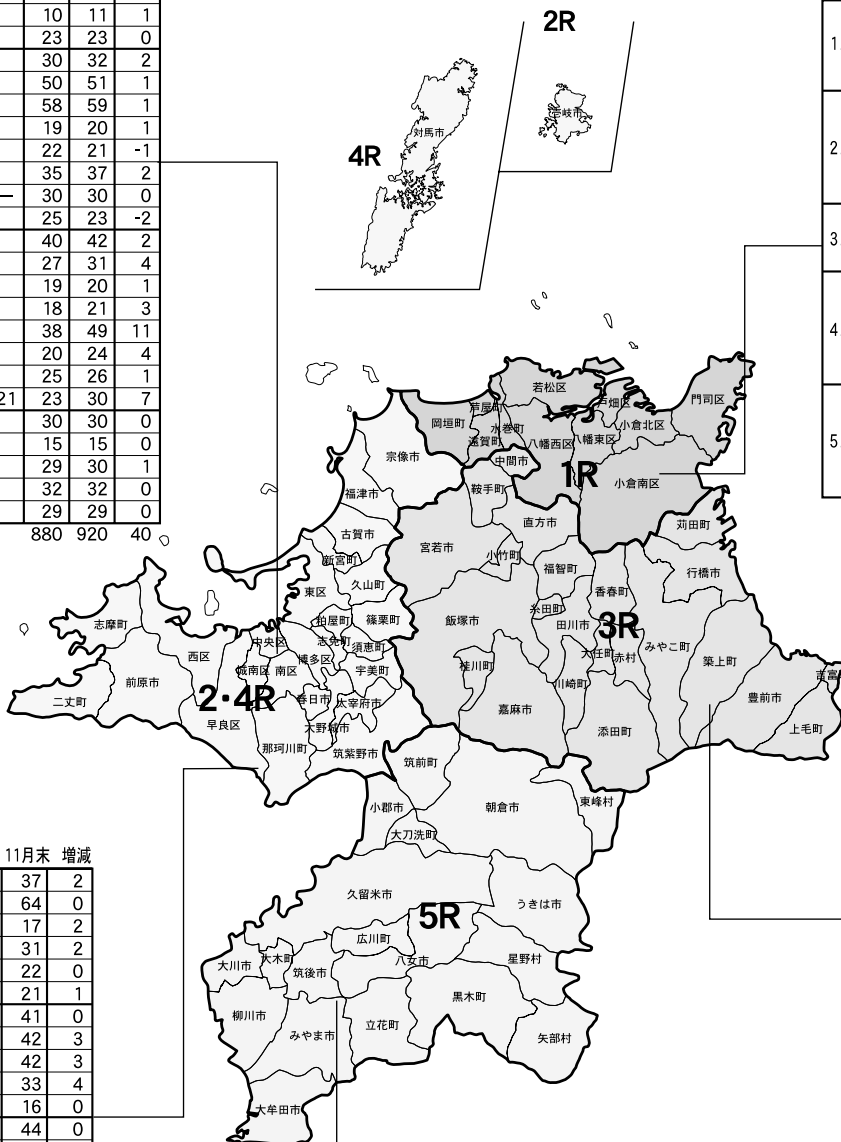 10 11 1
23 23 0
30 32 2
50 51 1
58 59 1
19 20 1
22 21 -1
35 37 2
30 30 0
25 23 -2
40 42 2
27 31 4
19 20 1
18 21 3
38 49 11
20 24 4
25 26 1
21 23 30 7
30 30 0
15 15 0
29 30 1
32 32 0
29 29 0
880 920 40
2R
壱岐市
対馬市
4R
1.
2.
3.
4.
5.
若松区
芦屋町
戸畑区
門司区
岡垣町
水巻町
小倉北区
遠賀町
八幡西区
八幡東区
中間市
1R
小倉南区
宗像市
鞍手町
福津市
直方市
苅田町
古賀市
宮若市
小竹町
新宮町
福智町
行橋市
東区
久山町
香春町
粕屋町
篠栗町
糸田町
飯塚市
田川市
3R
志摩町
中央区
志免町
須恵町
みやこ町
西区
博多区
大任町
赤村
築上町
城南区
南区
宇美町
桂川町
吉富
前原市
2・4R
川崎町
二丈町
春日市
太宰府市
嘉麻市
豊前市
早良区
大野城市
添田町
上毛町
那珂川町
筑紫野市
筑前町
小郡市
朝倉市
東峰村
大刀洗町
久留米市
うきは市
5R
広川町
大川市
大木町
筑後市
八女市
星野村
柳川市
黒木町
みやま市
立花町
矢部村
大牟田市
11月末 増減
37 2
64 0
17 2
31 2
22 0
21 1
41 0
42 3
42 3
33 4
16 0
44 0